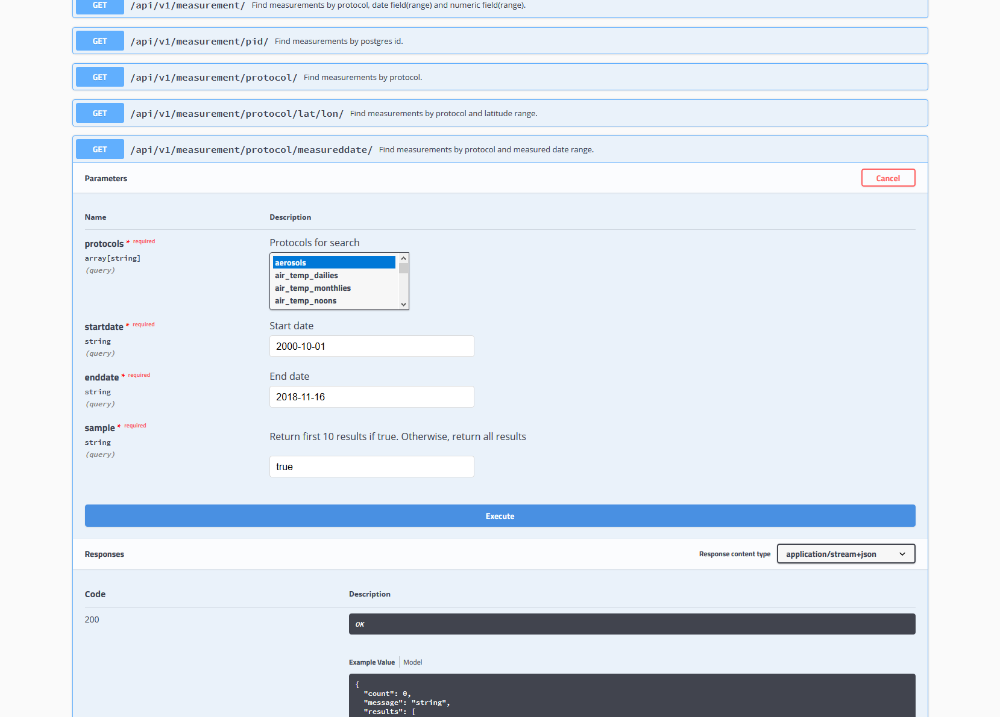 GET /api/v1/measurement/ Find measurements by protocol, date field(range) and numeric field(range).
GET /api/v1/measurement/pid/ Find measurements by postgres id.
GET /api/v1/measurement/protocol/ Find measurements by protocol.
GET /api/v1/measurement/protocol/lat/lon/ Find measurements by protocol and latitude range.
GET /api/v1/measurement/protocol/measureddate/ Find measurements by protocol and measured date range.
Parameters Cancel
Name Description
protocols * required Protocols for search
array[string]
(query)
aerosols
air_temp_dailies
air_temp_monthlies
air_temp_noons
startdate * required Start date
string
(query)
2000-10-01
enddate * required End date
string
(query)
2018-11-16
sample * required
string
(query)
Return first 10 results if true. Otherwise, return all results
true
Execute
Responses Response content type application/stream+json
Code Description
200 OK
Example Value Model
{
"count": 0,
"message": "string",
"results": [